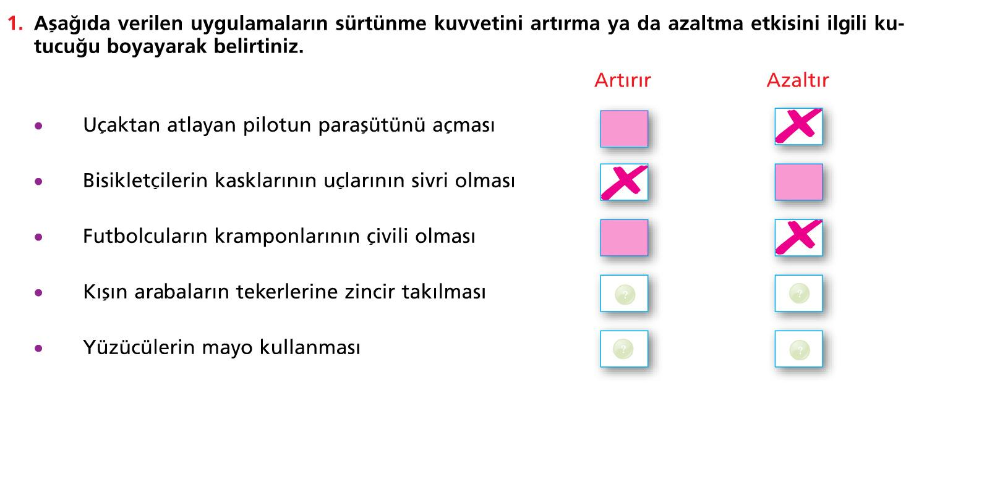 1. Aşağıda verilen uygulamaların sürtünme kuvvetini artırma ya da azaltma etkisini ilgili ku-
tucuğu boyayarak belirtiniz.
Artırır Azaltır
• Uçaktan atlayan pilotun paraşütünü açması
• Bisikletçilerin kasklarının uçlarının sivri olması
• Futbolcuların kramponlarının çivili olması
• Kışın arabaların tekerlerine zincir takılması ? ?
• Yüzücülerin mayo kullanması ? ?